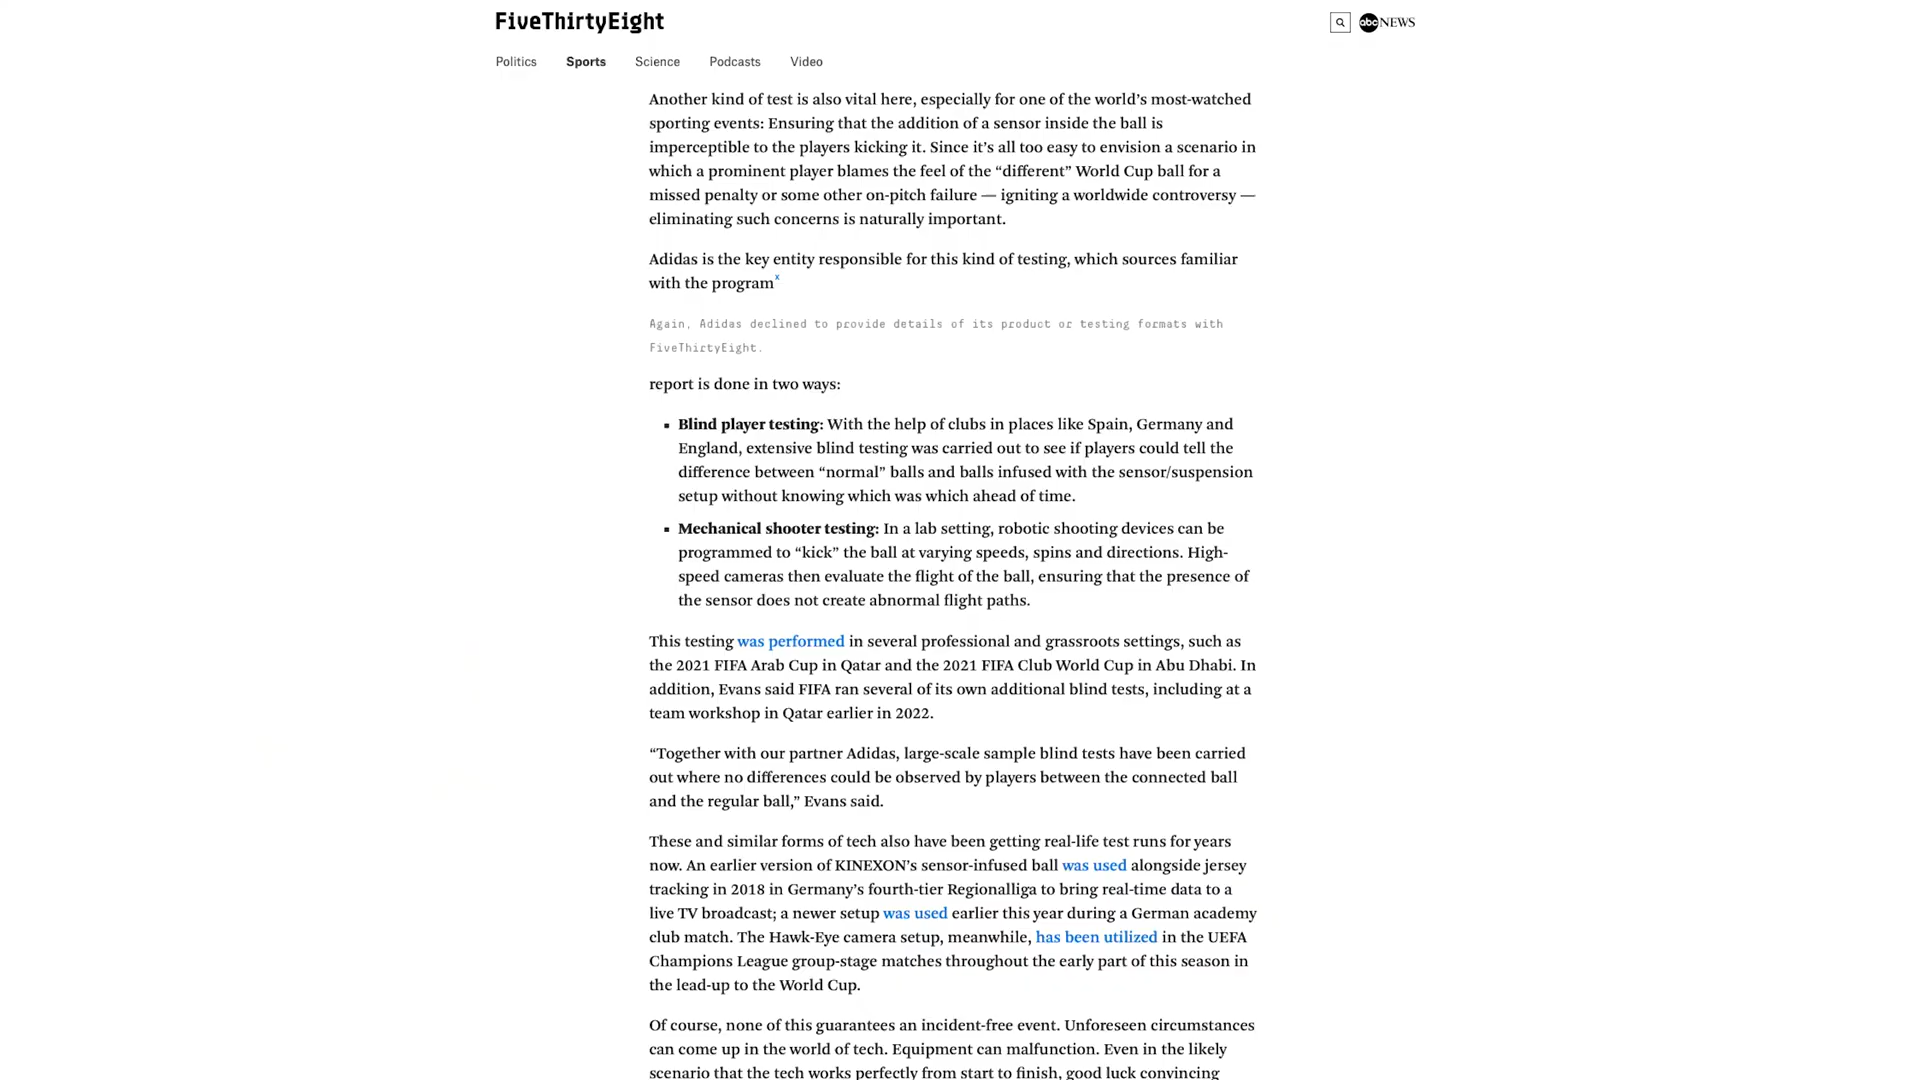 FiveThirtyEight
abc NEWS
Politics Sports Science Podcasts Video
Another kind of test is also vital here, especially for one of the world’s most-watched
sporting events: Ensuring that the addition of a sensor inside the ball is
imperceptible to the players kicking it. Since it’s all too easy to envision a scenario in
which a prominent player blames the feel of the “different” World Cup ball for a
missed penalty or some other on-pitch failure — igniting a worldwide controversy —
eliminating such concerns is naturally important.
Adidas is the key entity responsible for this kind of testing, which sources familiar
with the program x
Again, Adidas declined to provide details of its product or testing formats with
FiveThirtyEight.
report is done in two ways:
▪ Blind player testing: With the help of clubs in places like Spain, Germany and
England, extensive blind testing was carried out to see if players could tell the
difference between “normal” balls and balls infused with the sensor/suspension
setup without knowing which was which ahead of time.
▪ Mechanical shooter testing: In a lab setting, robotic shooting devices can be
programmed to “kick” the ball at varying speeds, spins and directions. High-
speed cameras then evaluate the flight of the ball, ensuring that the presence of
the sensor does not create abnormal flight paths.
This testing was performed in several professional and grassroots settings, such as
the 2021 FIFA Arab Cup in Qatar and the 2021 FIFA Club World Cup in Abu Dhabi. In
addition, Evans said FIFA ran several of its own additional blind tests, including at a
team workshop in Qatar earlier in 2022.
“Together with our partner Adidas, large-scale sample blind tests have been carried
out where no differences could be observed by players between the connected ball
and the regular ball,” Evans said.
These and similar forms of tech also have been getting real-life test runs for years
now. An earlier version of KINEXON’s sensor-infused ball was used alongside jersey
tracking in 2018 in Germany’s fourth-tier Regionalliga to bring real-time data to a
live TV broadcast; a newer setup was used earlier this year during a German academy
club match. The Hawk-Eye camera setup, meanwhile, has been utilized in the UEFA
Champions League group-stage matches throughout the early part of this season in
the lead-up to the World Cup.
Of course, none of this guarantees an incident-free event. Unforeseen circumstances
can come up in the world of tech. Equipment can malfunction. Even in the likely
scenario that the tech works perfectly from start to finish, good luck convincing